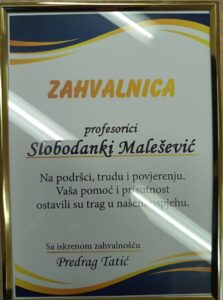 ZAHVALNICA
profesorici
Slobodanki Malešević
Na podršci, trudu i povjerenju.
Vaša pomoć i prisutnost
ostavili su trag u našem uspjehu.
Sa iskrenom zahvalnošću
Predrag Tatić